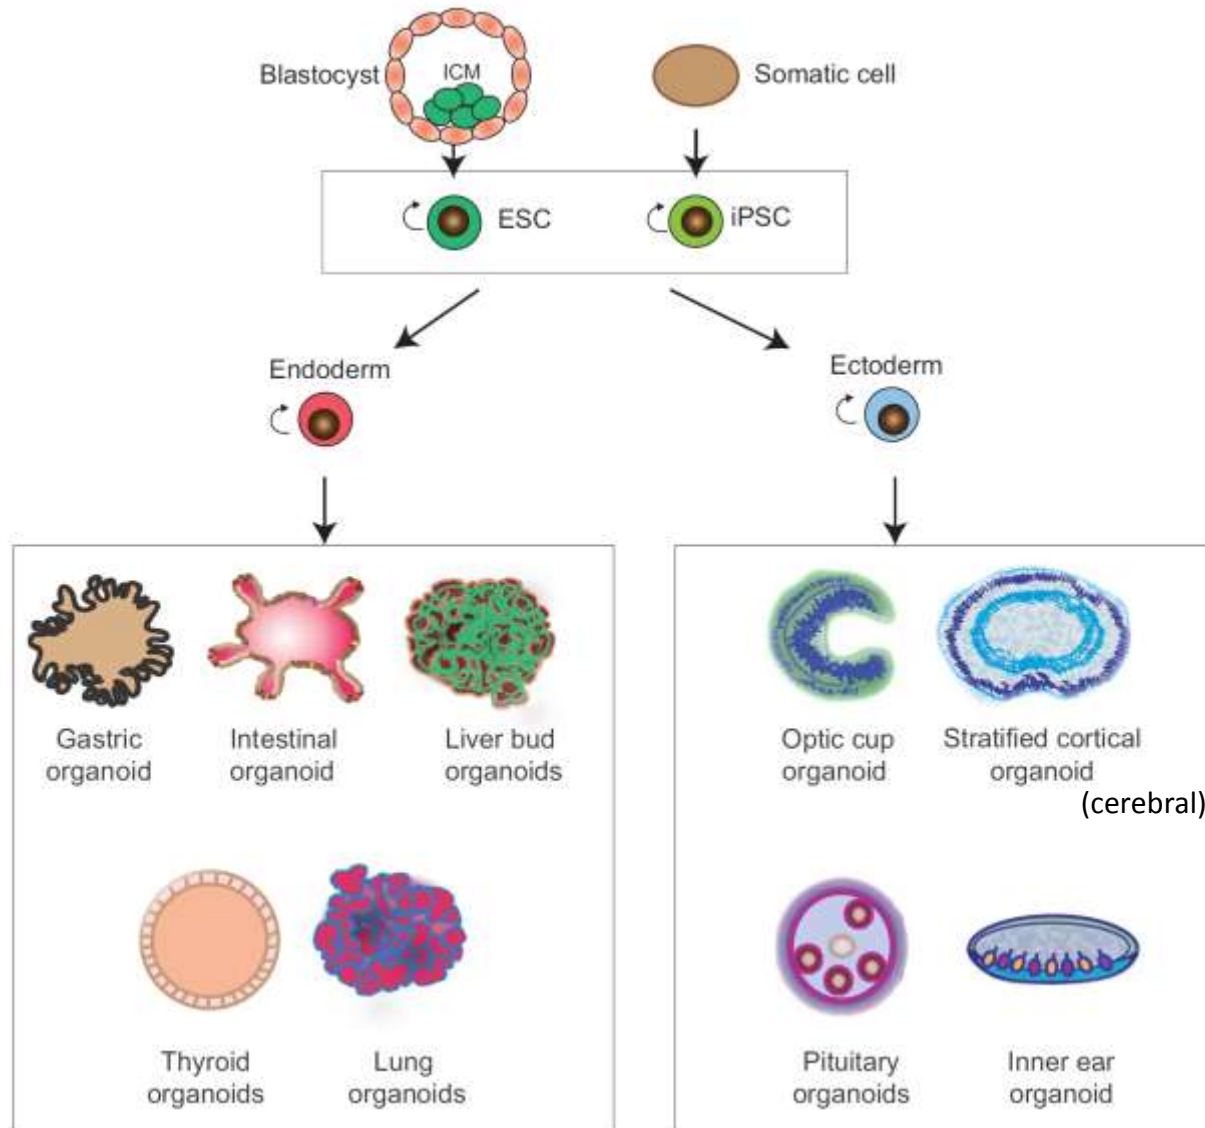 Blastocyst
ICM
Somatic cell
ESC
iPSC
Endoderm
Ectoderm
Gastric
organoid
Intestinal
organoid
Liver bud
organoids
Optic cup
organoid
Stratified cortical
organoid
(cerebral)
Thyroid
organoids
Lung
organoids
Pituitary
organoids
Inner ear
organoid